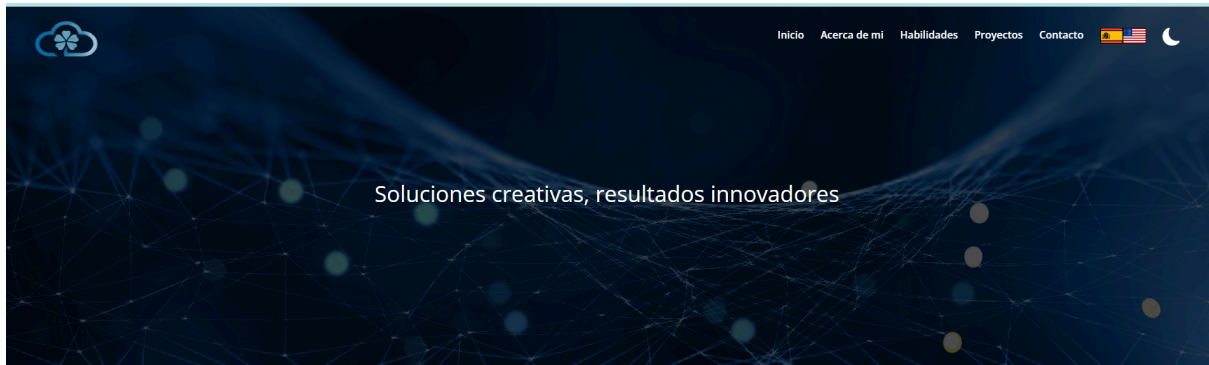 Inicio Acerca de mi Habilidades Proyectos Contacto
Soluciones creativas, resultados innovadores